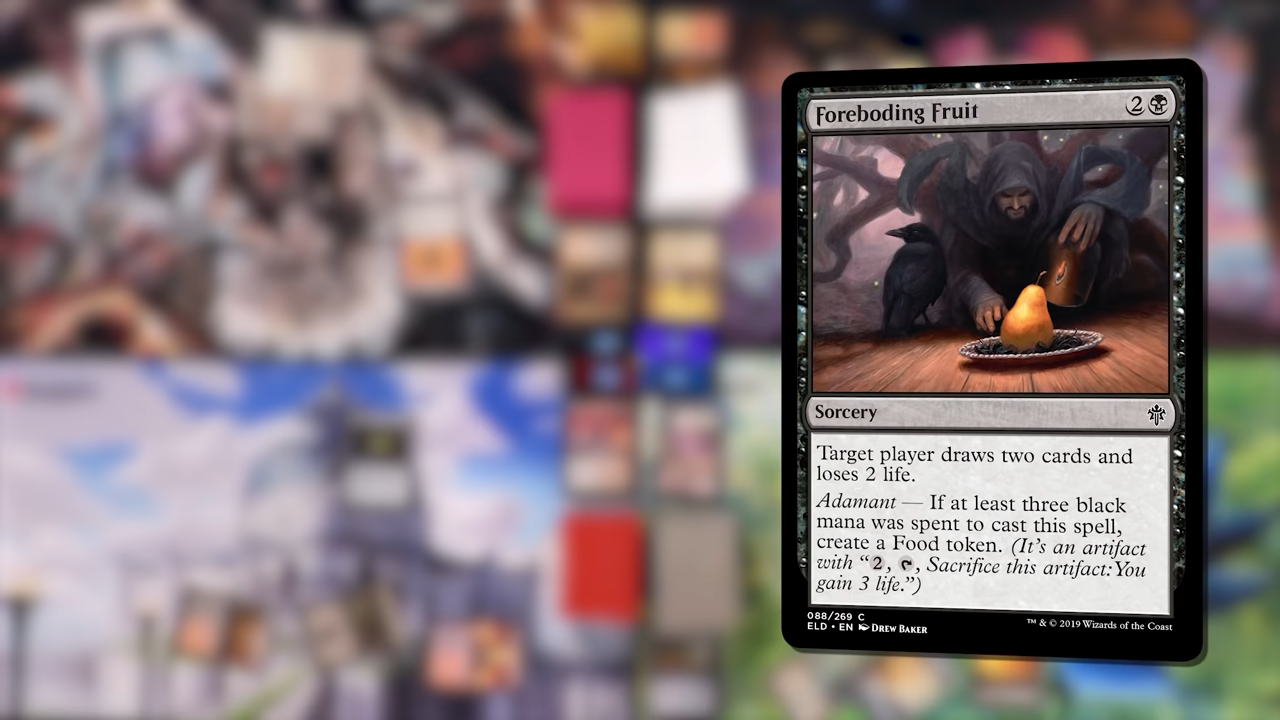 Foreboding Fruit 2
Sorcery
Target player draws two cards and
loses 2 life.
Adamant — If at least three black
mana was spent to cast this spell,
create a Food token. (It's an artifact
with “2, , Sacrifice this artifact:You
gain 3 life.”)
088/269 C
ELD • EN DREW BAKER
™ & © 2019 Wizards of the Coast